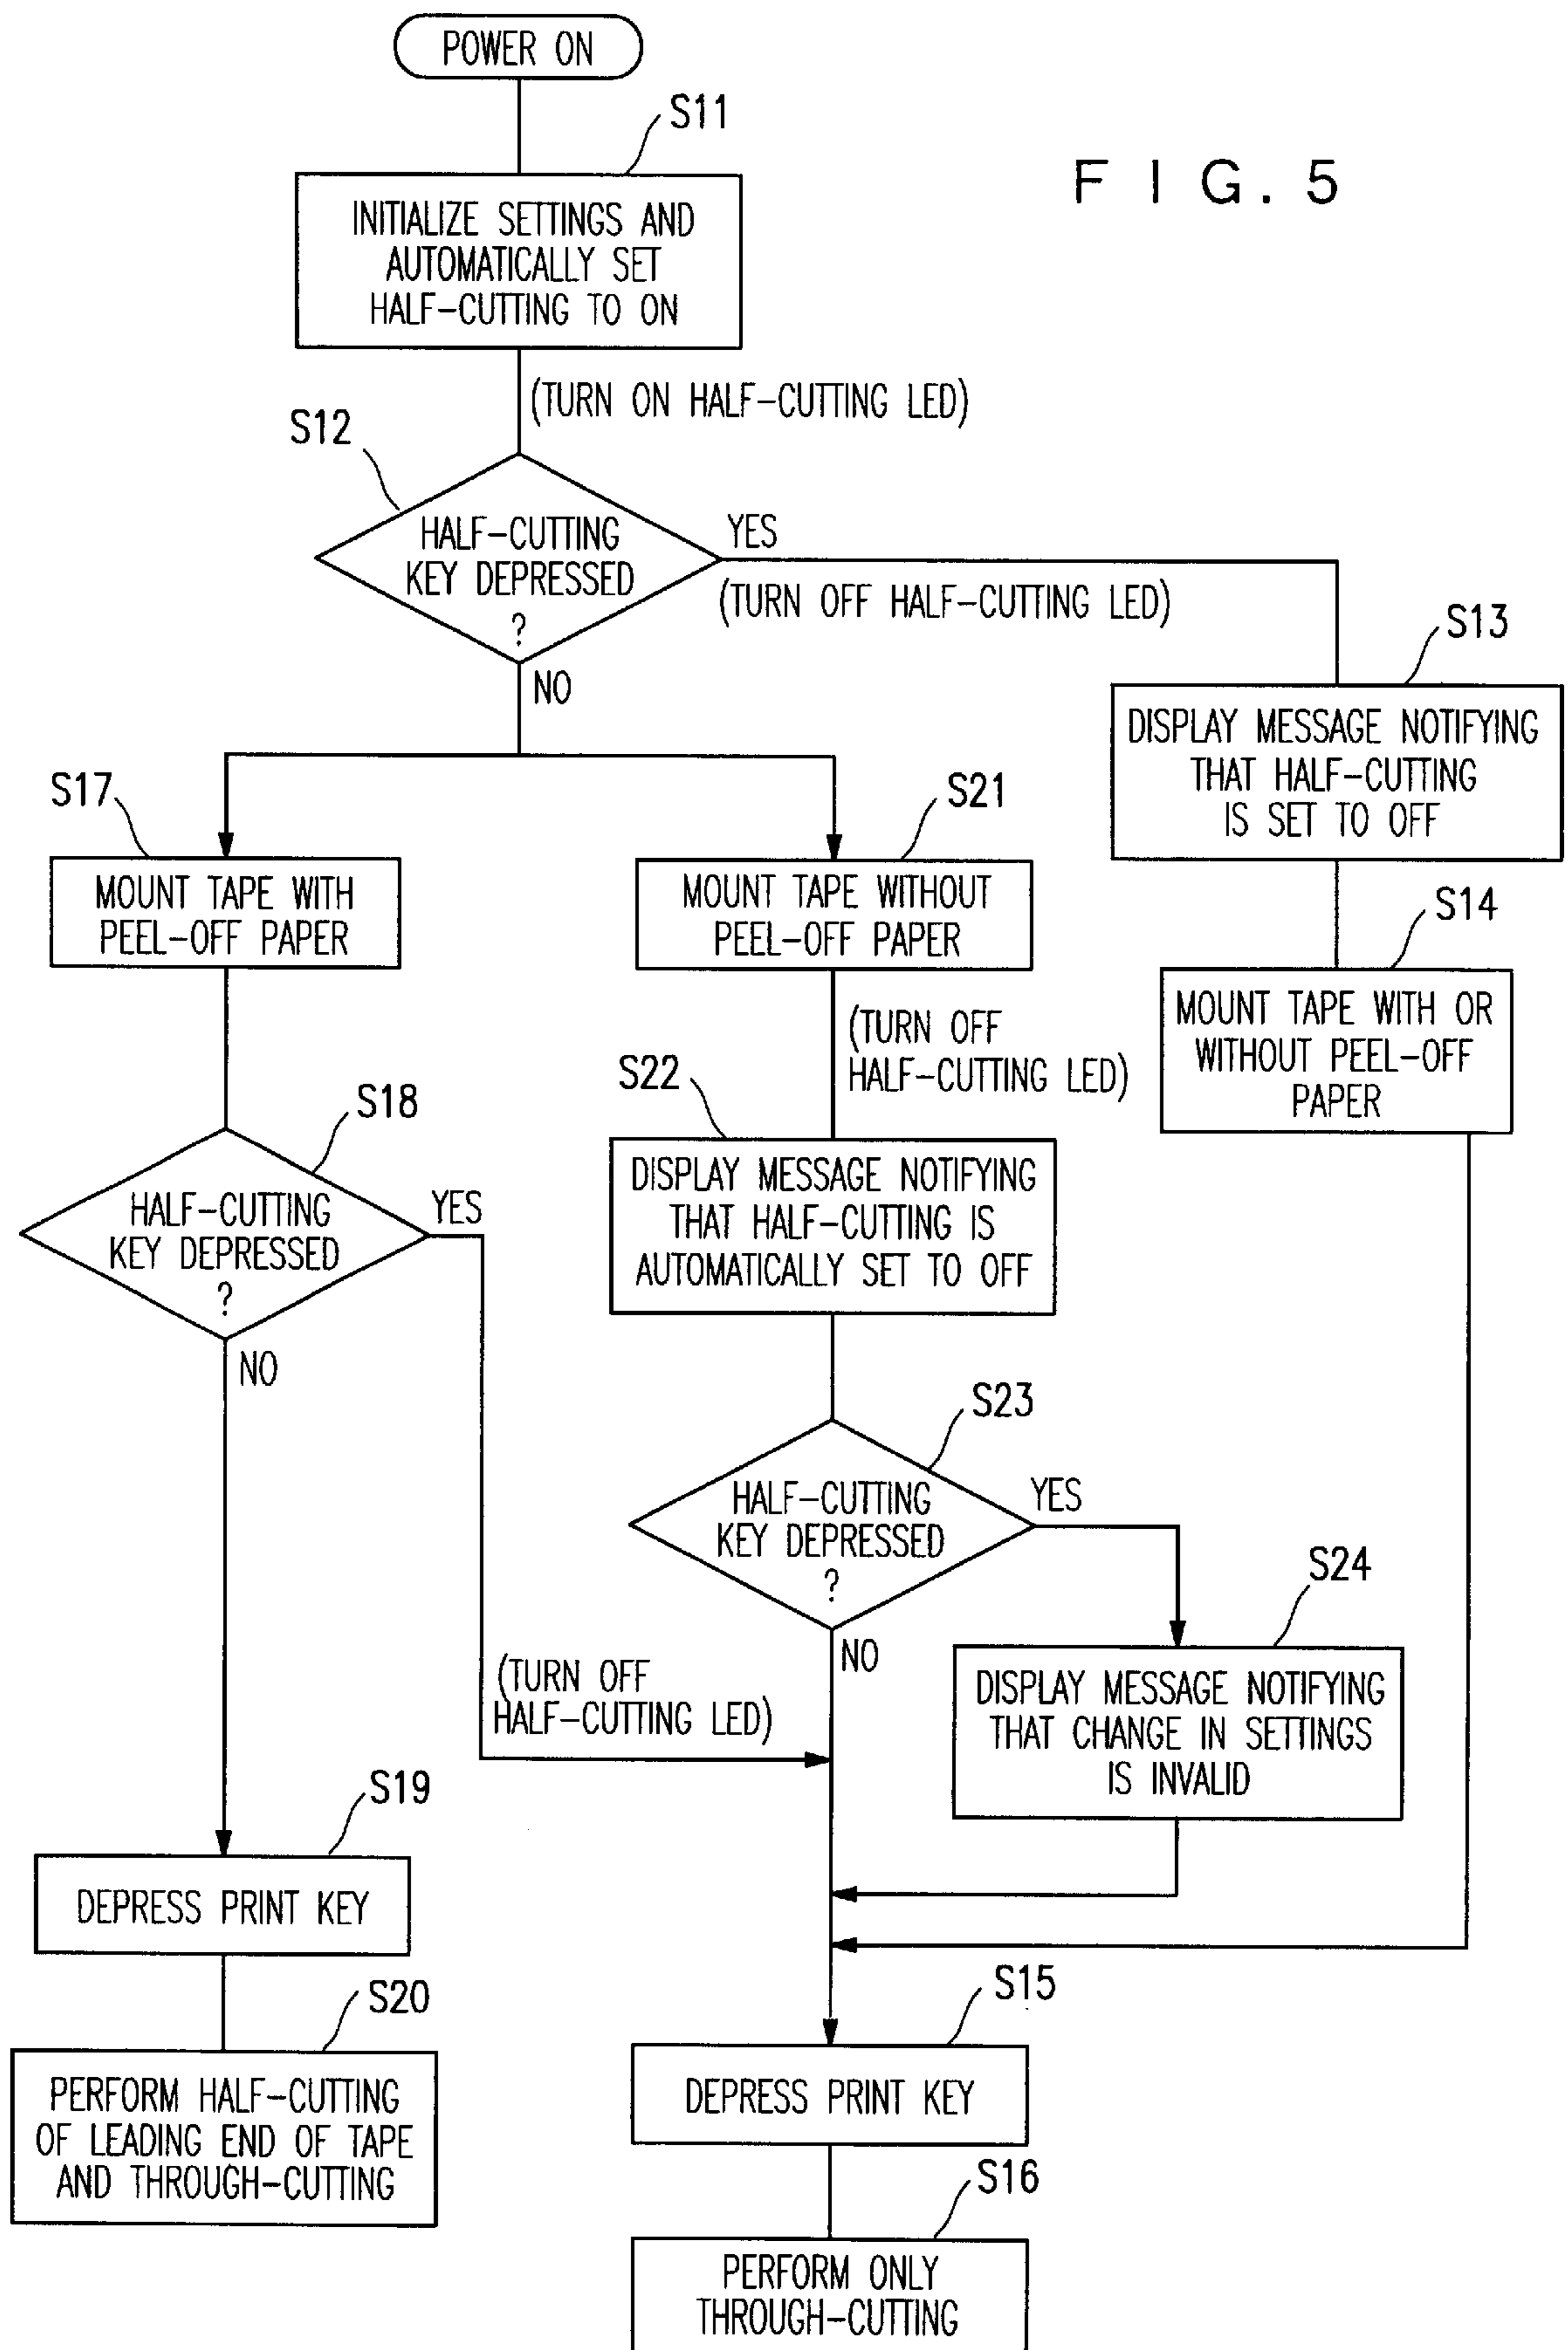 POWER ON
S11
F I G. 5
INITIALIZE SETTINGS AND
AUTOMATICALLY SET
HALF-CUTTING TO ON
(TURN ON HALF-CUTTING LED)
S12
HALF-CUTTING
KEY DEPRESSED
?
YES
(TURN OFF HALF-CUTTING LED)
NO
S13
DISPLAY MESSAGE NOTIFYING
THAT HALF-CUTTING
IS SET TO OFF
S14
MOUNT TAPE WITH OR
WITHOUT PEEL-OFF
PAPER
S17
MOUNT TAPE WITH
PEEL-OFF PAPER
S18
HALF-CUTTING
KEY DEPRESSED
?
YES
NO
(TURN OFF
HALF-CUTTING LED)
S21
MOUNT TAPE WITHOUT
PEEL-OFF PAPER
(TURN OFF
HALF-CUTTING LED)
S22
DISPLAY MESSAGE NOTIFYING
THAT HALF-CUTTING IS
AUTOMATICALLY SET TO OFF
S23
HALF-CUTTING
KEY DEPRESSED
?
YES
NO
S24
DISPLAY MESSAGE NOTIFYING
THAT CHANGE IN SETTINGS
IS INVALID
S19
DEPRESS PRINT KEY
S20
PERFORM HALF-CUTTING
OF LEADING END OF TAPE
AND THROUGH-CUTTING
S15
DEPRESS PRINT KEY
S16
PERFORM ONLY
THROUGH-CUTTING